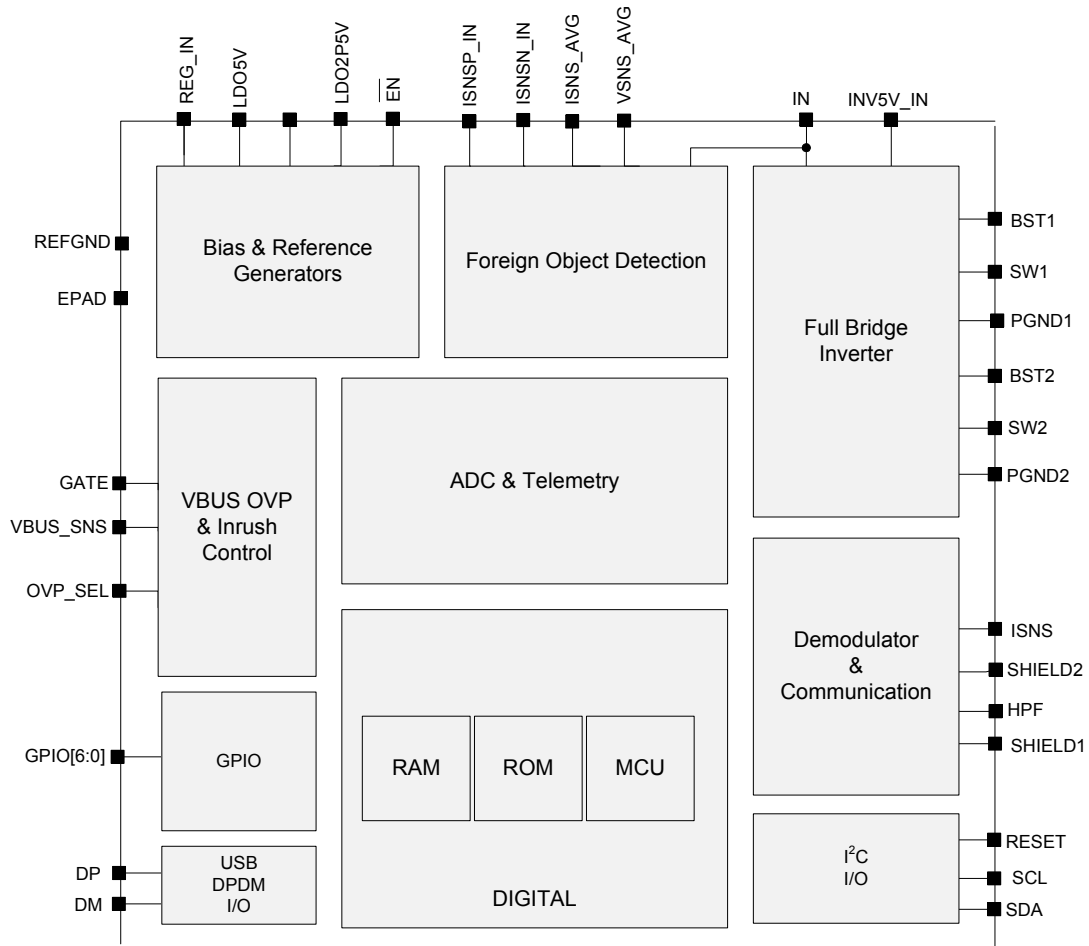 REG_IN
LDO5V
LDO2P5V
EN
ISNSP_IN
ISNSN_IN
ISNS_AVG
VSNS_AVG
IN
INV5V_IN
REFGND
EPAD
Bias & Reference
Generators
Foreign Object Detection
Full Bridge
Inverter
BST1
SW1
PGND1
BST2
SW2
PGND2
GATE
VBUS_SNS
OVP_SEL
VBUS OVP
& Inrush
Control
ADC & Telemetry
Demodulator
&
Communication
ISNS
SHIELD2
HPF
SHIELD1
GPIO[6:0]
GPIO
RAM
ROM
MCU
DIGITAL
DP
DM
USB
DPDM
I/O
I²C
I/O
RESET
SCL
SDA